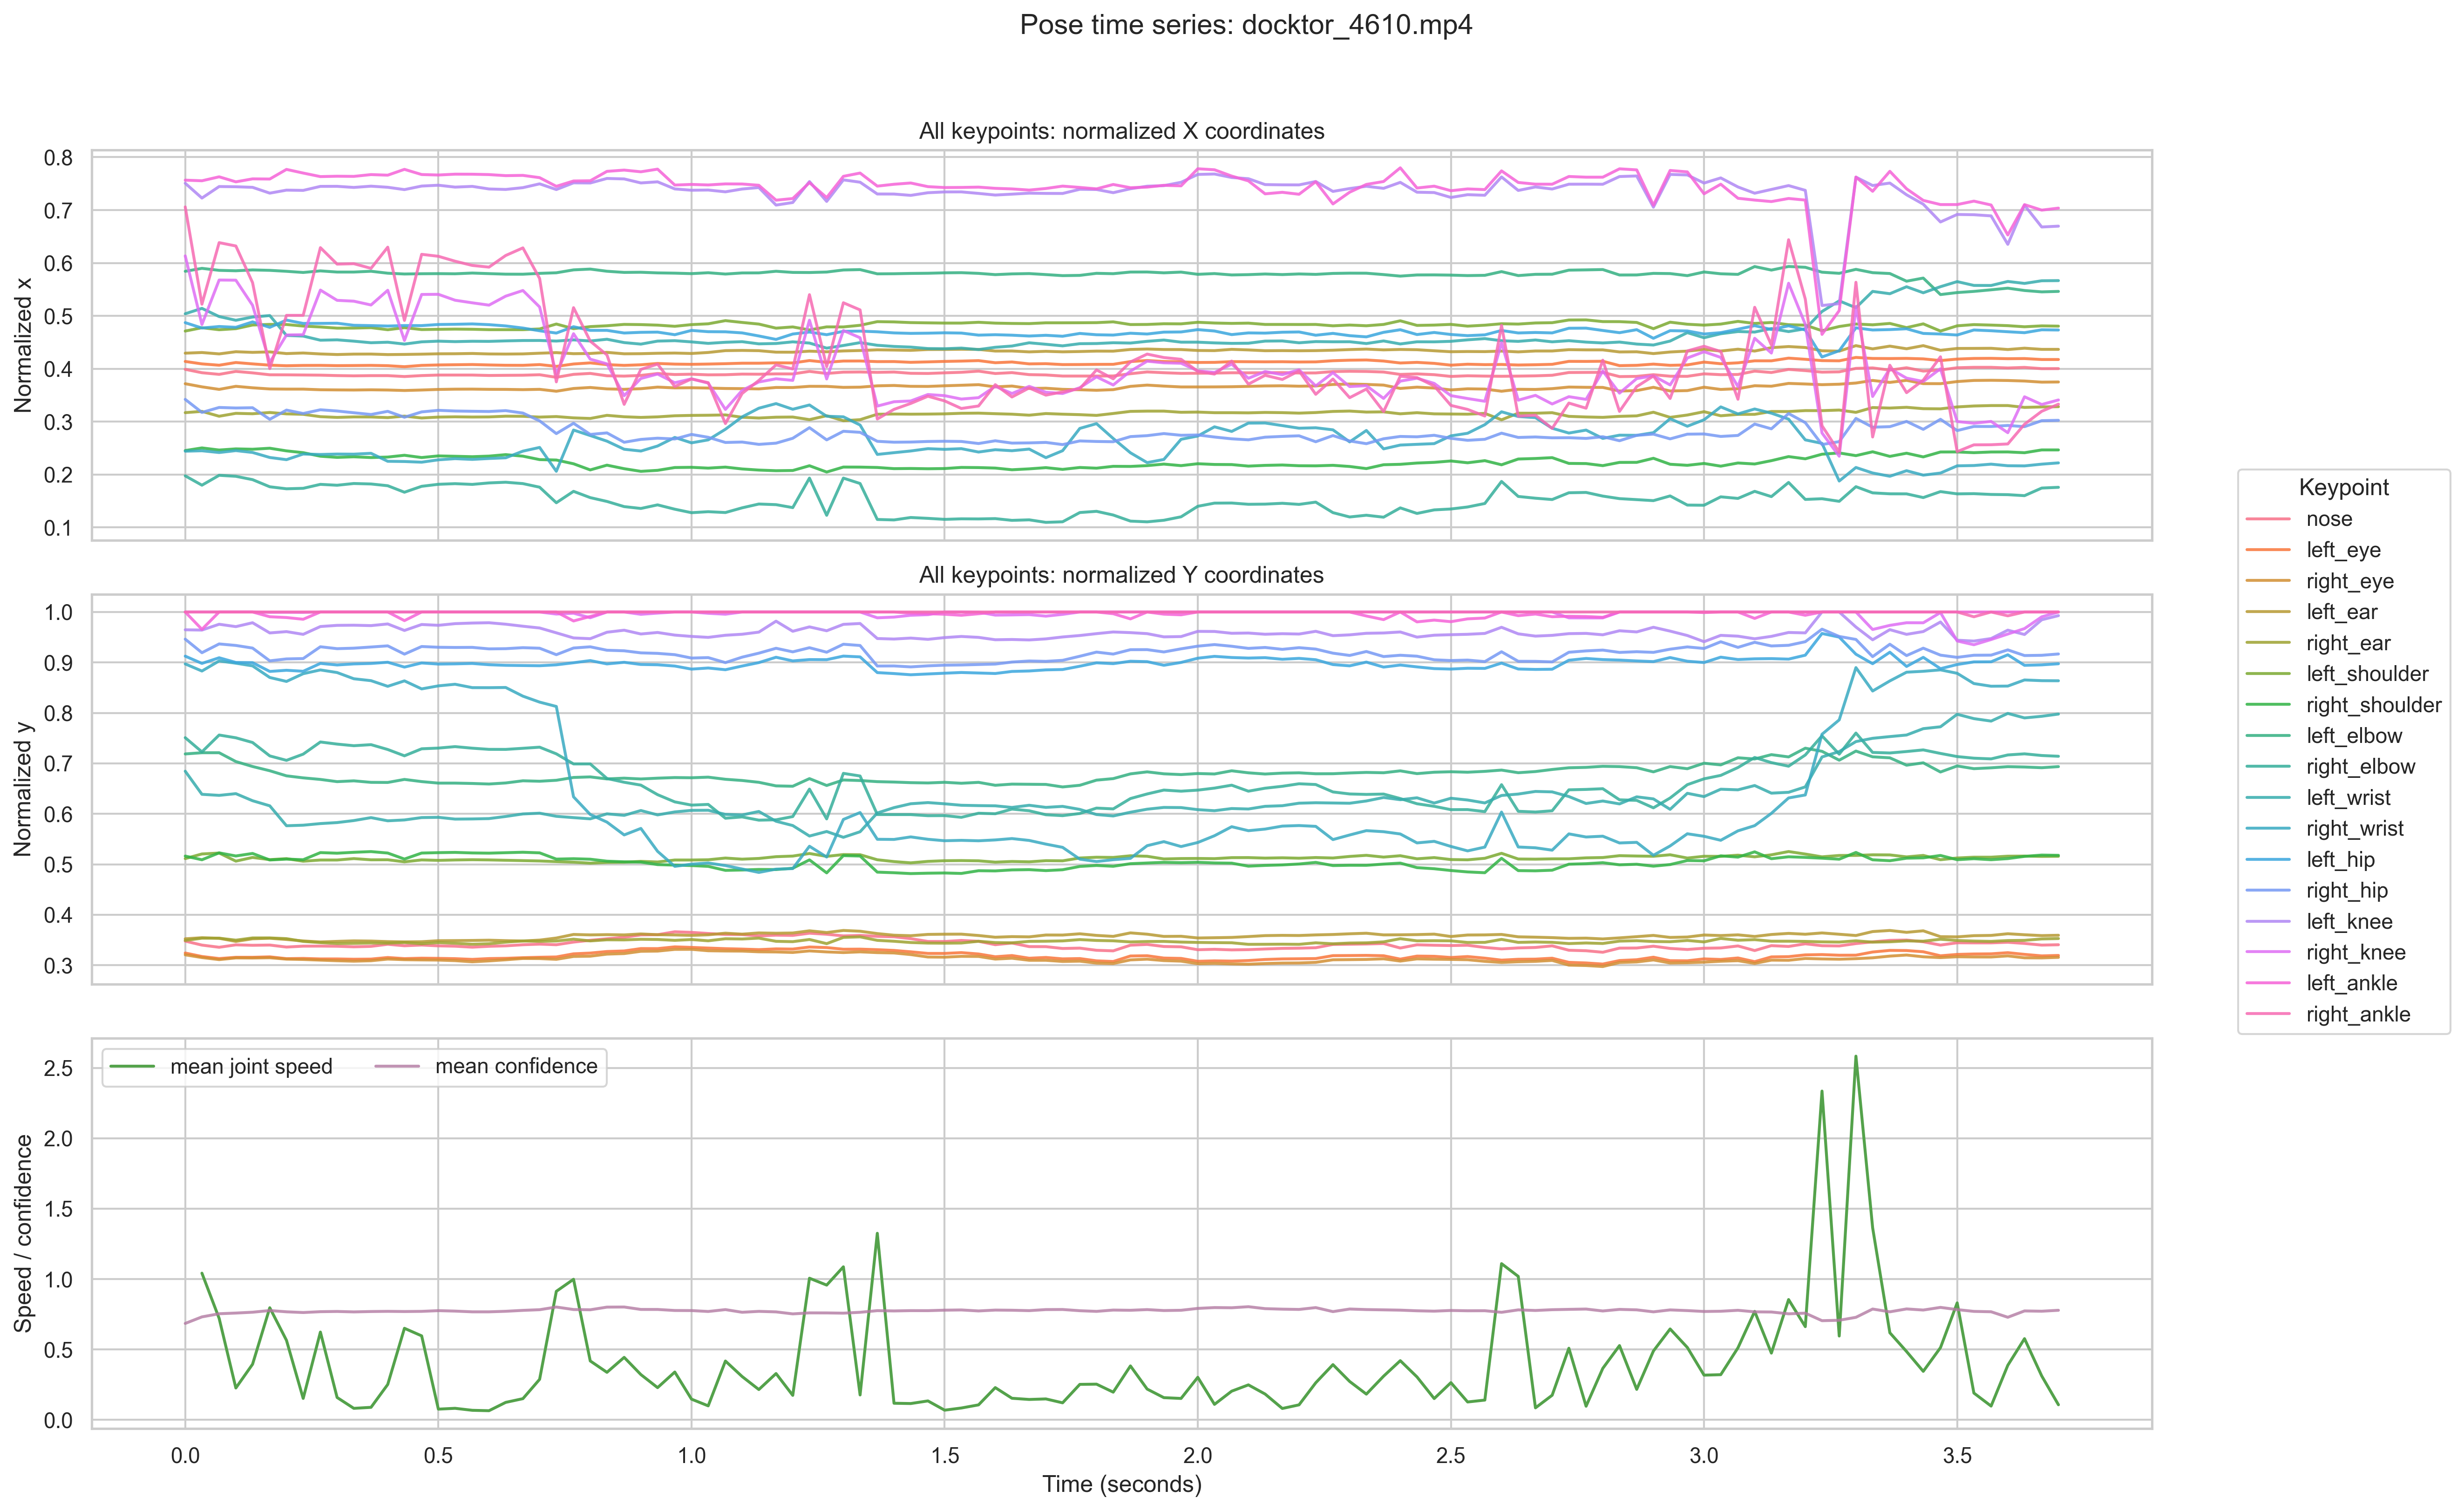 Pose time series: docktor_4610.mp4
All keypoints: normalized X coordinates
Normalized x
0.8
0.7
0.6
0.5
0.4
0.3
0.2
0.1
All keypoints: normalized Y coordinates
Normalized y
1.0
0.9
0.8
0.7
0.6
0.5
0.4
0.3
Keypoint
nose
left_eye
right_eye
left_ear
right_ear
left_shoulder
right_shoulder
left_elbow
right_elbow
left_wrist
right_wrist
left_hip
right_hip
left_knee
right_knee
left_ankle
right_ankle
mean joint speed
mean confidence
Speed / confidence
2.5
2.0
1.5
1.0
0.5
0.0
0.0
0.5
1.0
1.5
2.0
2.5
3.0
3.5
Time (seconds)